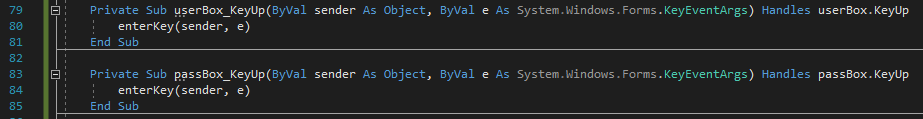 79 Private Sub userBox_KeyUp(ByVal sender As Object, ByVal e As System.Windows.Forms.KeyEventArgs) Handles userBox.KeyUp
80 enterKey(sender, e)
81 End Sub
82
83 Private Sub passBox_KeyUp(ByVal sender As Object, ByVal e As System.Windows.Forms.KeyEventArgs) Handles passBox.KeyUp
84 enterKey(sender, e)
85 End Sub